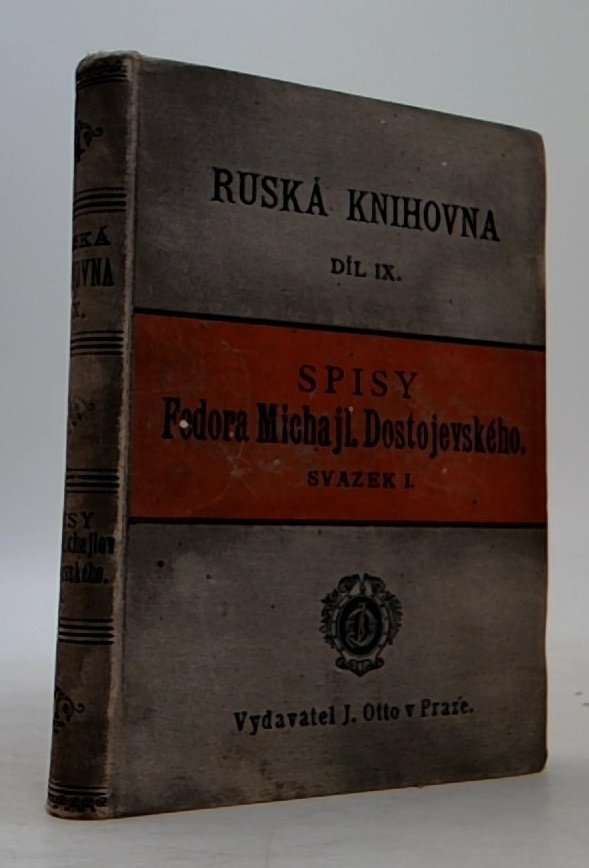 RUSKÁ KNIHOVNA
DÍL IX.
SPISY
Fedora Michajl. Dostojevského.
SVAZEK I.
Vydavatel J. Otto v Praze.